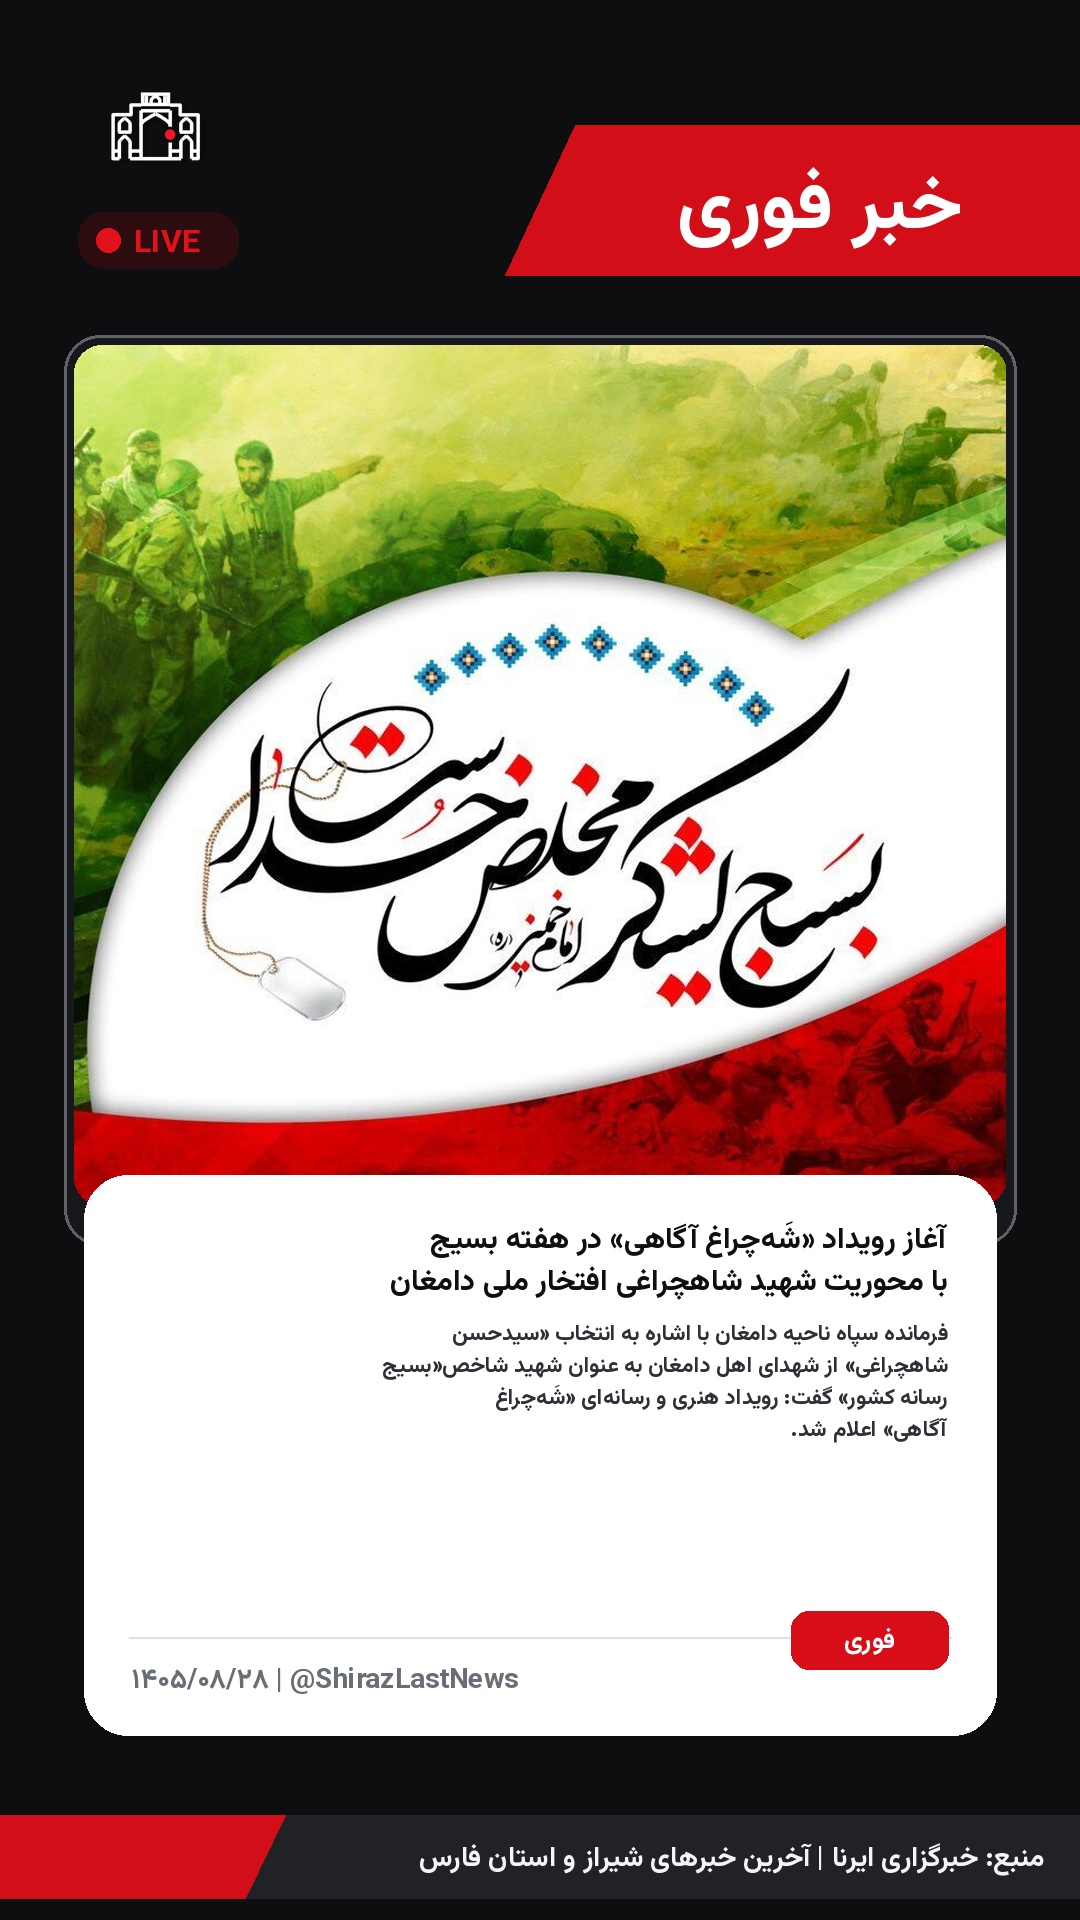 LIVE
خبر فوری
بسیج لشکر مخلص خداست
امام خمینی (ره)
آغاز رویداد «شَه‌چراغ آگاهی» در هفته بسیج
با محوریت شهید شاهچراغی افتخار ملی دامغان
فرمانده سپاه ناحیه دامغان با اشاره به انتخاب «سیدحسن
شاهچراغی» از شهدای اهل دامغان به عنوان شهید شاخص«بسیج
رسانه کشور» گفت: رویداد هنری و رسانه‌ای «شَه‌چراغ
آگاهی» اعلام شد.
فوری
۱۴۰۵/۰۸/۲۸ | @ShirazLastNews
منبع: خبرگزاری ایرنا | آخرین خبرهای شیراز و استان فارس